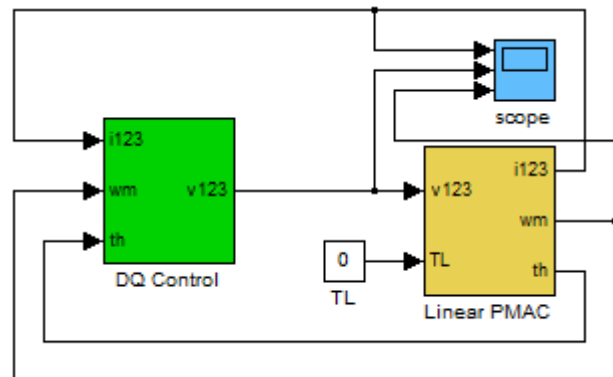 scope
i123
wm
th
v123
DQ Control
0
TL
v123
TL
i123
wm
th
Linear PMAC